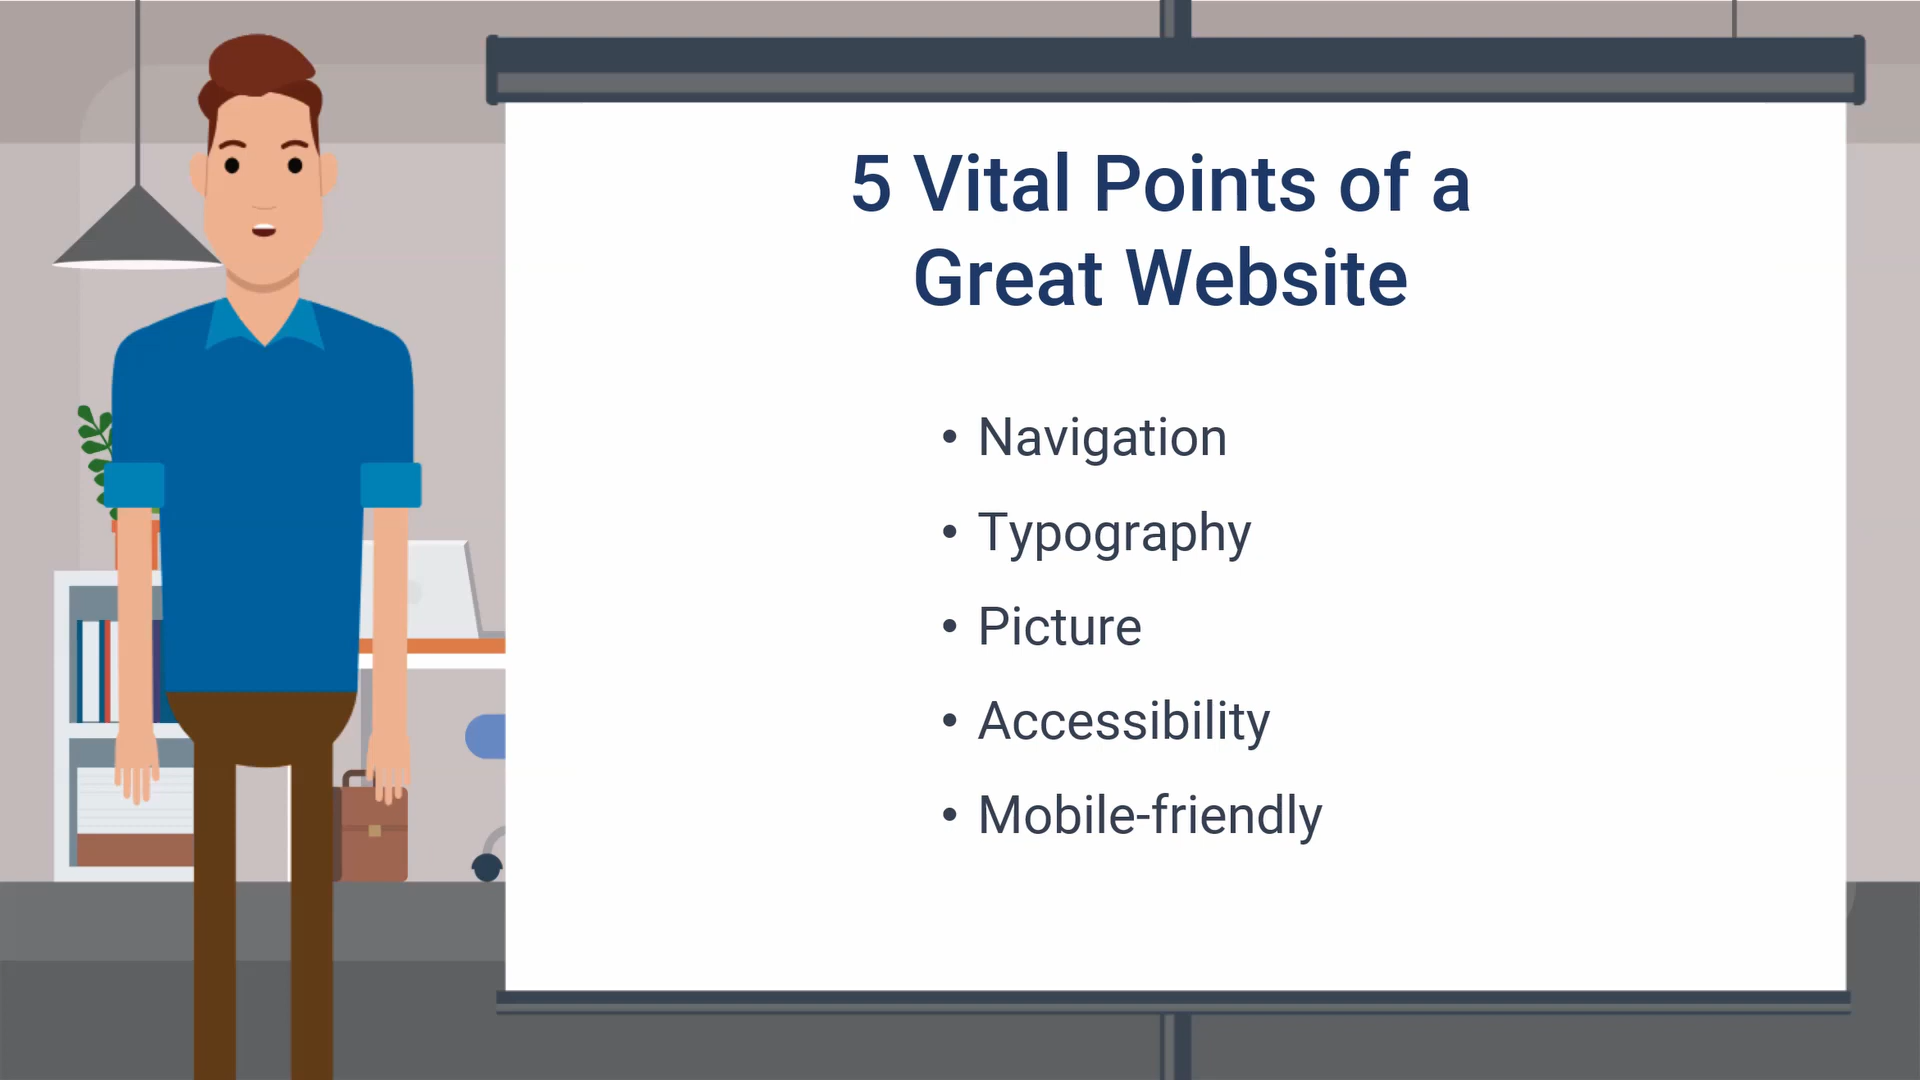 5 Vital Points of a
Great Website
• Navigation
• Typography
• Picture
• Accessibility
• Mobile-friendly